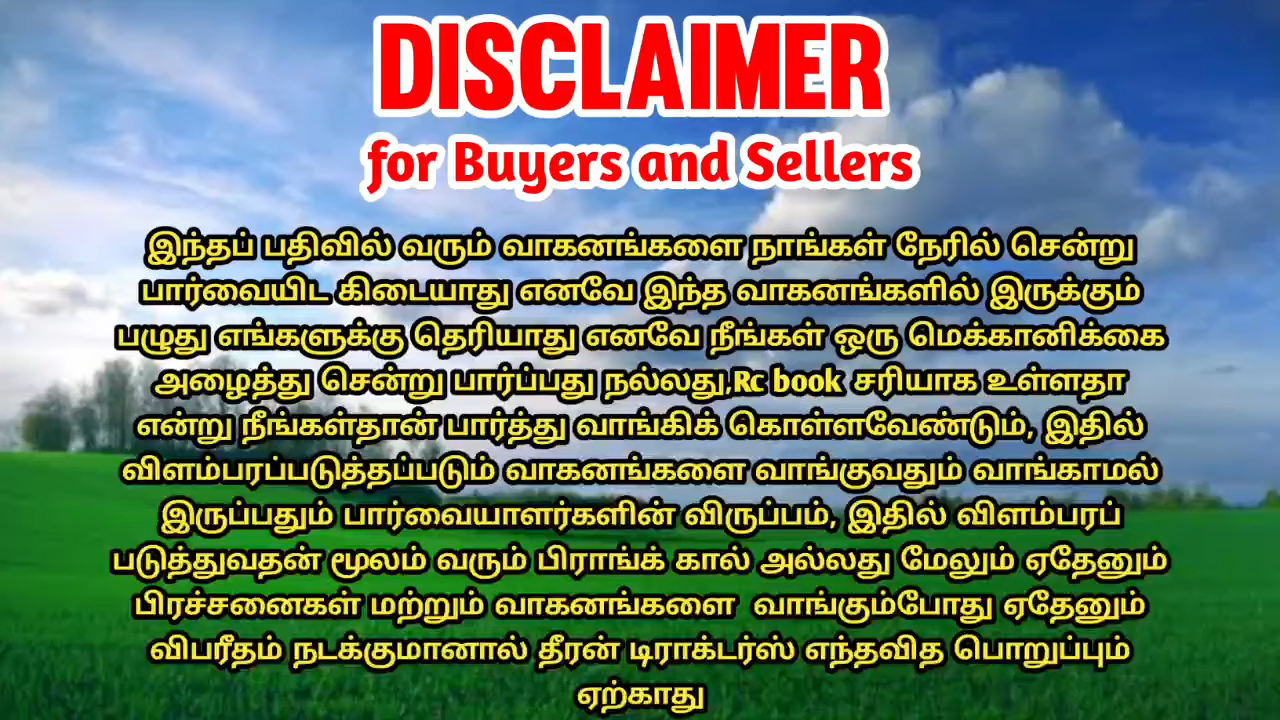 DISCLAIMER
for Buyers and Sellers
இந்தப் பதிவில் வரும் வாகனங்களை நாங்கள் நேரில் சென்று
பார்வையிட கிடையாது எனவே இந்த வாகனங்களில் இருக்கும்
பழுது எங்களுக்கு தெரியாது எனவே நீங்கள் ஒரு மெக்கானிக்கை
அழைத்து சென்று பார்ப்பது நல்லது,Rc book சரியாக உள்ளதா
என்று நீங்கள்தான் பார்த்து வாங்கிக் கொள்ளவேண்டும், இதில்
விளம்பரப்படுத்தப்படும் வாகனங்களை வாங்குவதும் வாங்காமல்
இருப்பதும் பார்வையாளர்களின் விருப்பம், இதில் விளம்பரப்
படுத்துவதன் மூலம் வரும் பிராங்க் கால் அல்லது மேலும் ஏதேனும்
பிரச்சனைகள் மற்றும் வாகனங்களை வாங்கும்போது ஏதேனும்
விபரீதம் நடக்குமானால் தீரன் டிராக்டர்ஸ் எந்தவித பொறுப்பும்
ஏற்காது